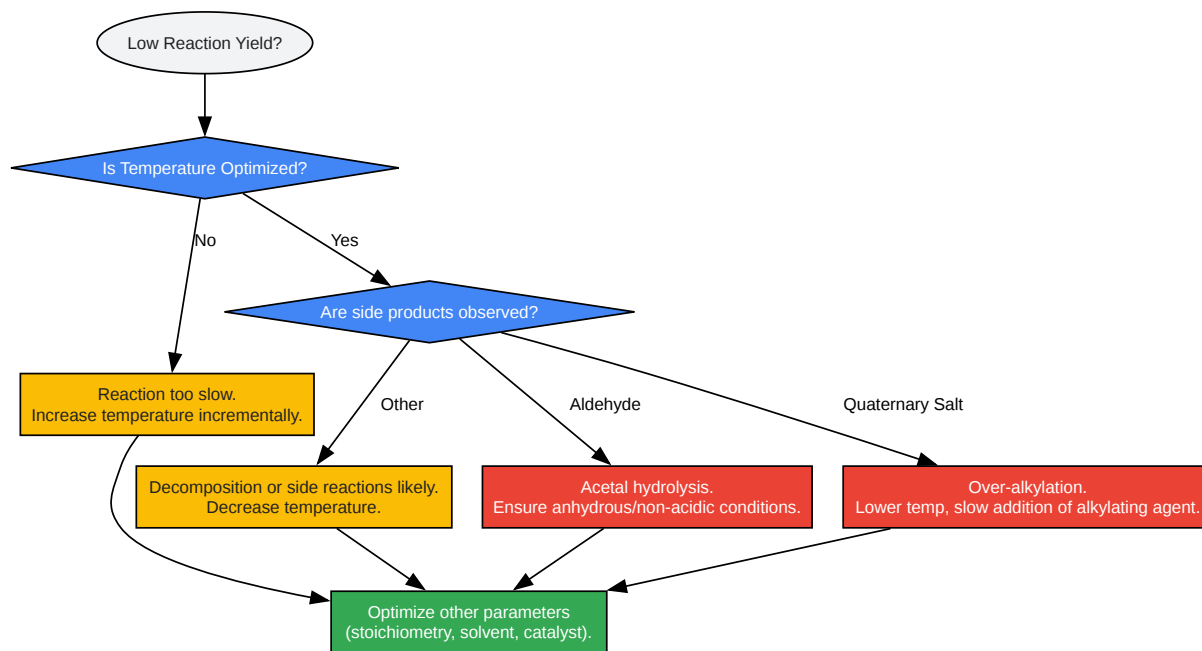 Low Reaction Yield?
Is Temperature Optimized?
No
Yes
Are side products observed?
Reaction too slow.
Increase temperature incrementally.
Other
Aldehyde
Quaternary Salt
Decomposition or side reactions likely.
Decrease temperature.
Acetal hydrolysis.
Ensure anhydrous/non-acidic conditions.
Over-alkylation.
Lower temp, slow addition of alkylating agent.
Optimize other parameters
(stoichiometry, solvent, catalyst).